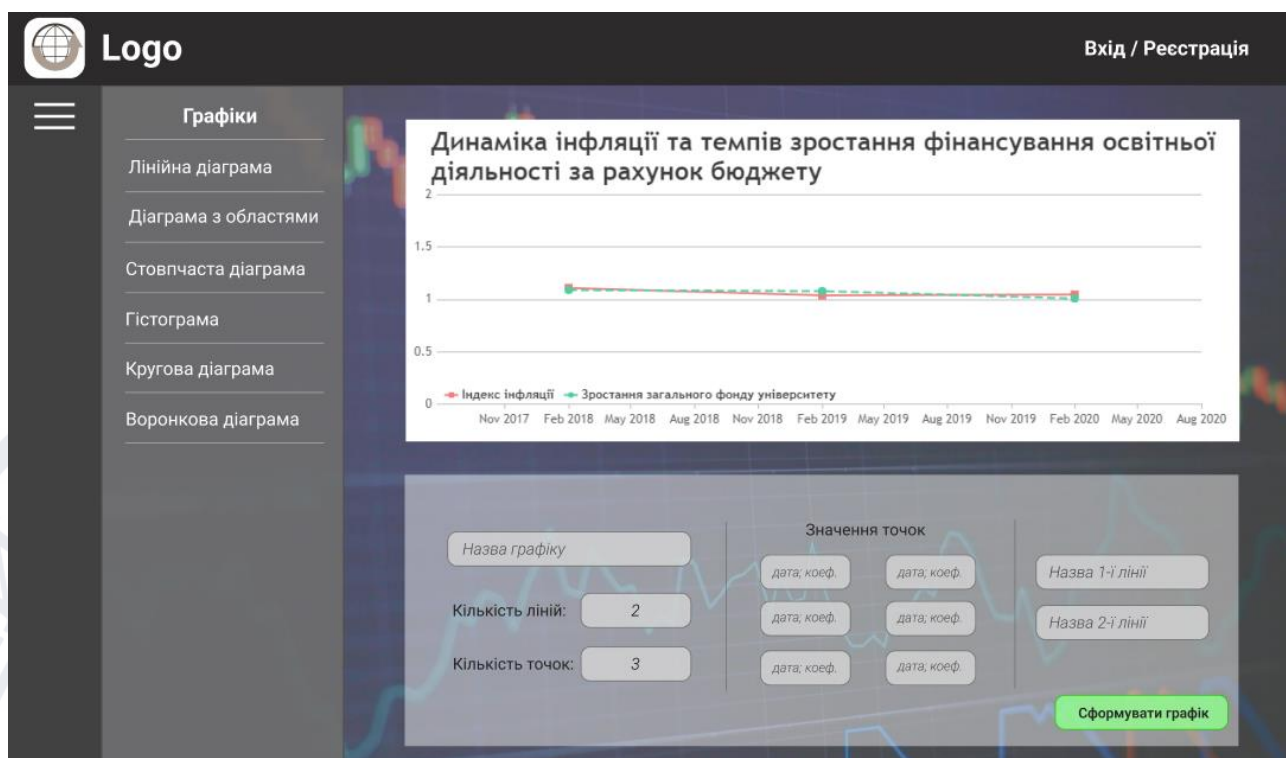 Logo
Вхід / Реєстрація
Графіки
Лінійна діаграма
Діаграма з областями
Стовпчаста діаграма
Гістограма
Кругова діаграма
Воронкова діаграма
Динаміка інфляції та темпів зростання фінансування освітньої
діяльності за рахунок бюджету
2
1.5
1
0.5
0
Індекс інфляції Зростання загального фонду університету
Nov 2017 Feb 2018 May 2018 Aug 2018 Nov 2018 Feb 2019 May 2019 Aug 2019 Nov 2019 Feb 2020 May 2020 Aug 2020
Назва графіку
Кількість ліній: 2
Кількість точок: 3
Значення точок
дата; коеф. дата; коеф.
дата; коеф. дата; коеф.
дата; коеф. дата; коеф.
Назва 1-ї лінії
Назва 2-ї лінії
Сформувати графік